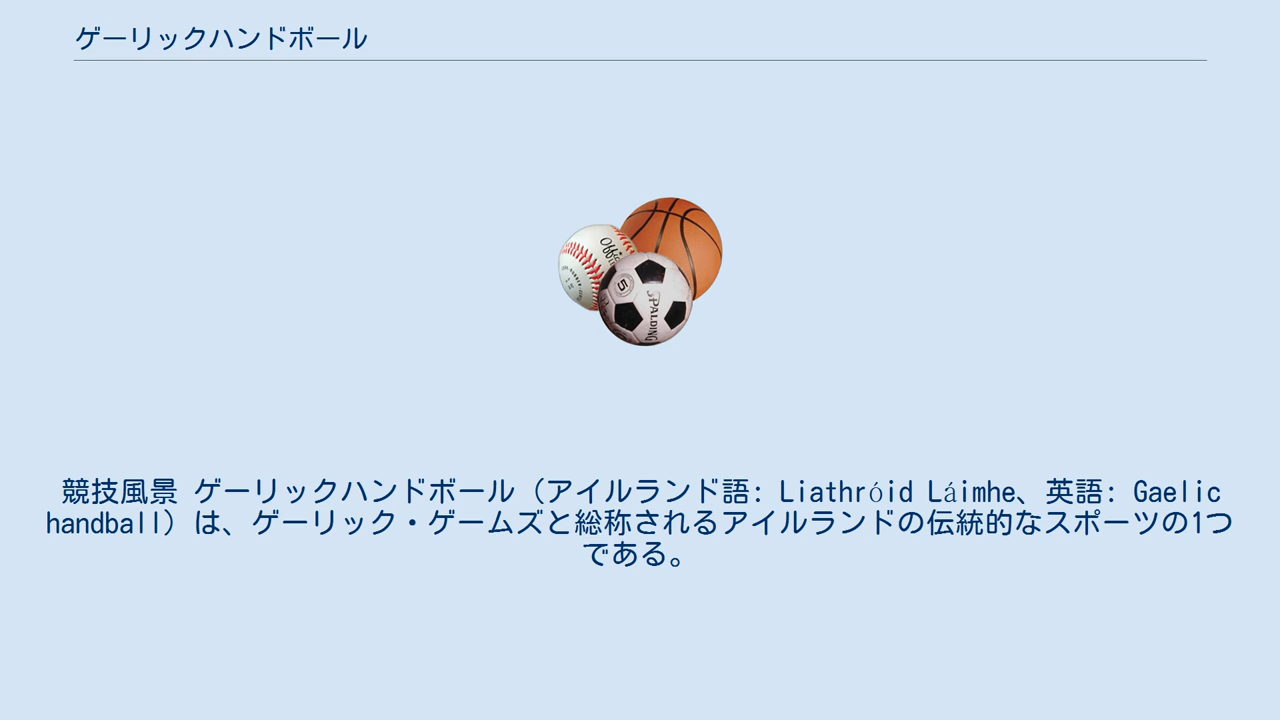 ゲーリックハンドボール
Offic
5
SPALDING
競技風景 ゲーリックハンドボール（アイルランド語: Liathróid Láimhe、英語: Gaelic
handball）は、ゲーリック・ゲームズと総称されるアイルランドの伝統的なスポーツの1つ
である。